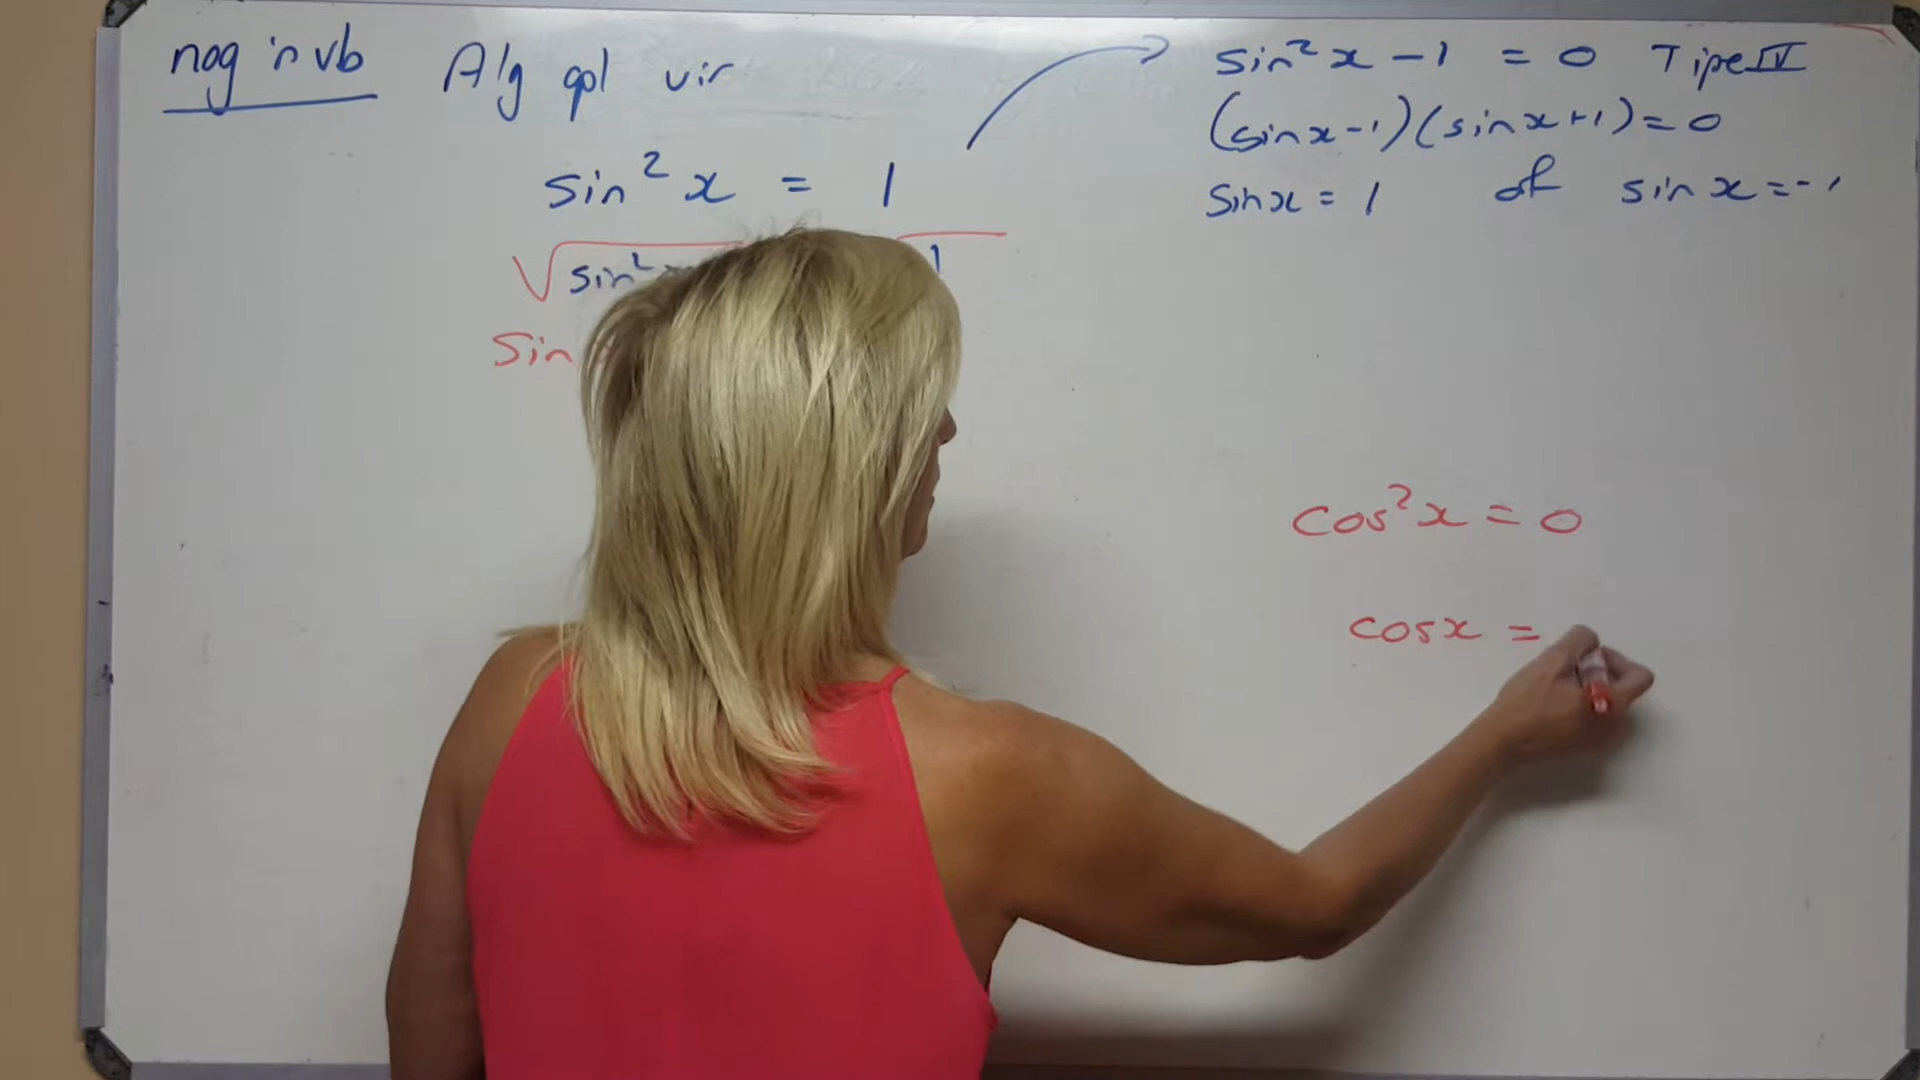 nog 'n vb Alg opl vir
sin²x = 1
√sin²
1
sin
sin²x - 1 = 0 Tipe IV
(sinx-1)(sinx+1)=0
sinx = 1 of sinx = -1
cos²x = 0
cosx =